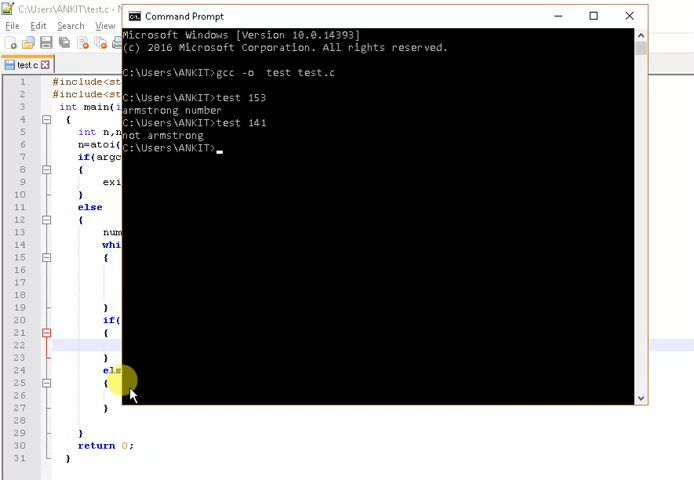 C:\Users\ANKIT\test.c -
Command Prompt
File Edit Search View
test.c
Microsoft Windows [Version 10.0.14393]
(c) 2016 Microsoft Corporation. All rights reserved.
C:\Users\ANKIT>gcc -o  test test.c
C:\Users\ANKIT>test 153
armstrong number
C:\Users\ANKIT>test 141
not armstrong
C:\Users\ANKIT>
1 #include<st
2 #include<st
3 int main(i
4 {
5 int n,n
6 n=atoi(
7 if(argc
8 {
9 exi
10 }
11 else
12 {
13 num
14 whi
15 {
16
17
18
19 }
20 if(
21 {
22
23 }
24 els
25 {
26
27 }
28
29 }
30 return 0;
31 }